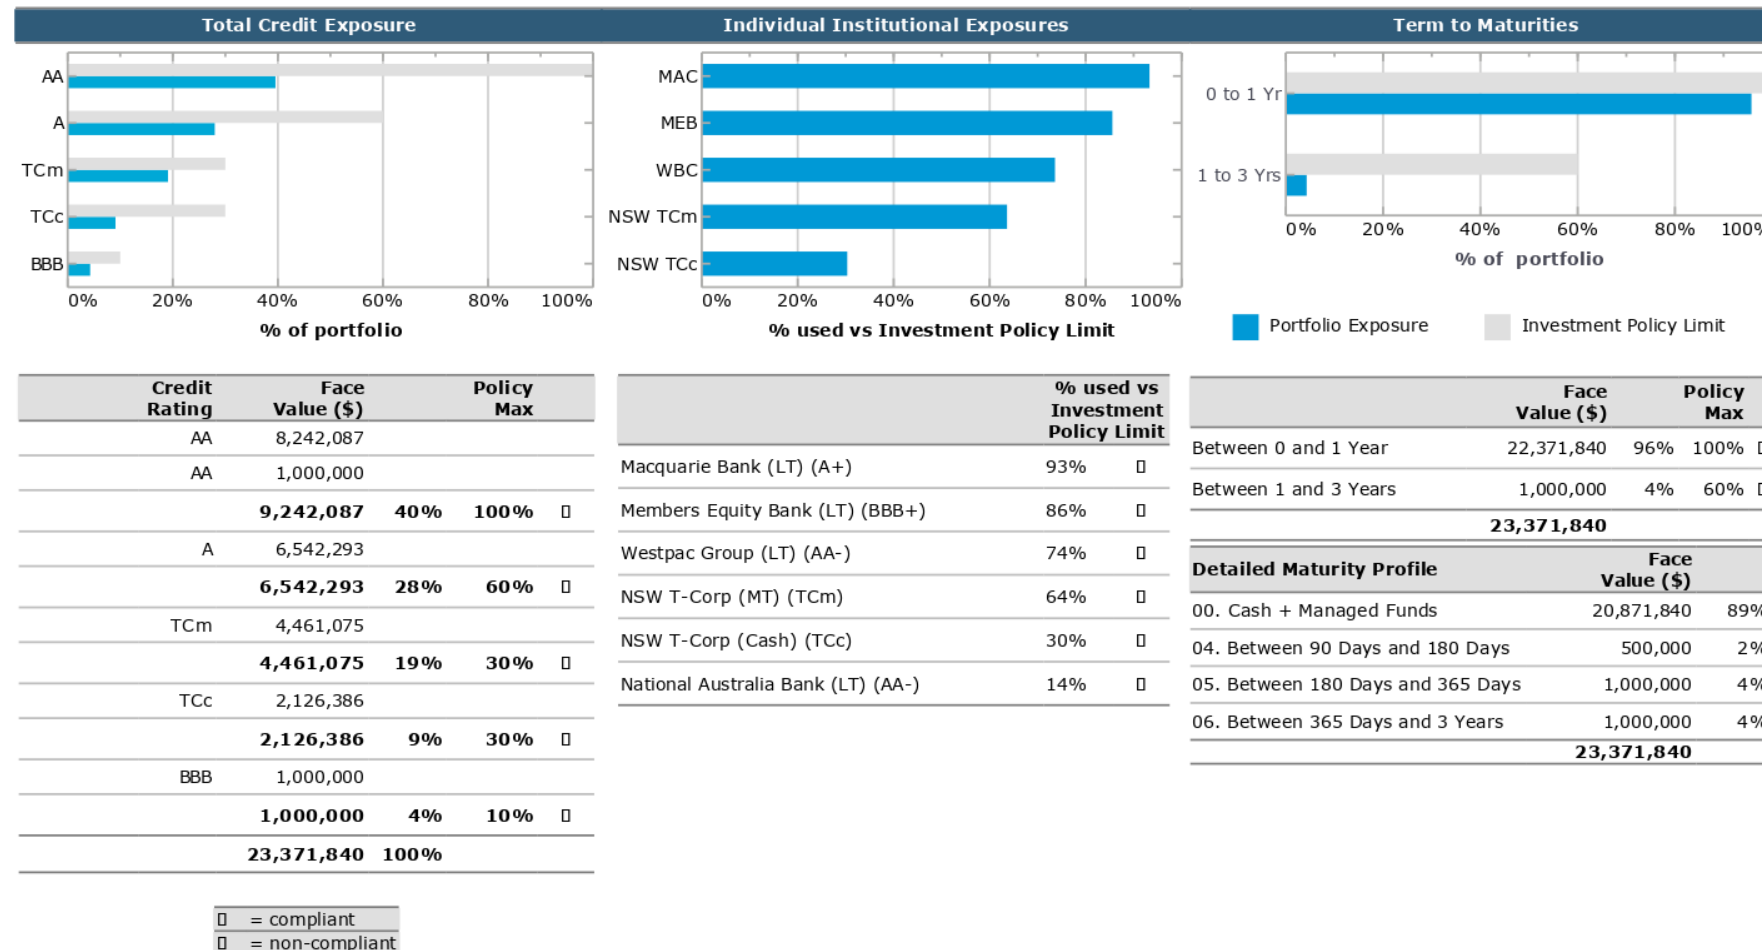 Total Credit Exposure
AA
A
TCm
TCc
BBB
0% 20% 40% 60% 80% 100%
% of portfolio
Individual Institutional Exposures
MAC
MEB
WBC
NSW TCm
NSW TCc
0% 20% 40% 60% 80% 100%
% used vs Investment Policy Limit
Term to Maturities
0 to 1 Yr
1 to 3 Yrs
0% 20% 40% 60% 80% 100%
% of portfolio
Portfolio Exposure Investment Policy Limit
Credit Face Policy
Rating Value ($) Max
AA 8,242,087
AA 1,000,000
9,242,087 40% 100%
A 6,542,293
6,542,293 28% 60%
TCm 4,461,075
4,461,075 19% 30%
TCc 2,126,386
2,126,386 9% 30%
BBB 1,000,000
1,000,000 4% 10%
23,371,840 100%
= compliant
= non-compliant
% used vs
Investment
Policy Limit
Macquarie Bank (LT) (A+) 93%
Members Equity Bank (LT) (BBB+) 86%
Westpac Group (LT) (AA-) 74%
NSW T-Corp (MT) (TCm) 64%
NSW T-Corp (Cash) (TCc) 30%
National Australia Bank (LT) (AA-) 14%
Face Policy
Value ($) Max
Between 0 and 1 Year 22,371,840 96% 100%
Between 1 and 3 Years 1,000,000 4% 60%
23,371,840
Face
Detailed Maturity Profile Value ($)
00. Cash + Managed Funds 20,871,840 89%
04. Between 90 Days and 180 Days 500,000 2%
05. Between 180 Days and 365 Days 1,000,000 4%
06. Between 365 Days and 3 Years 1,000,000 4%
23,371,840